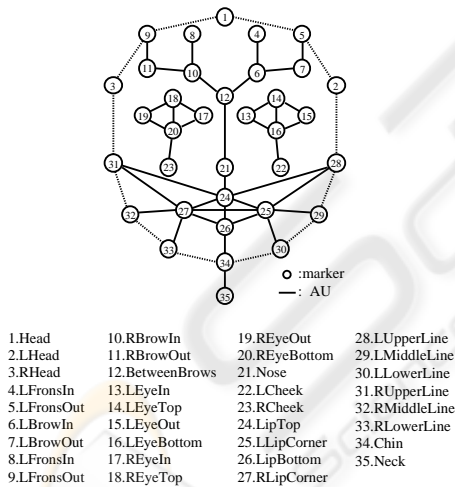 1
9 8 4 5
11 10 6 7
3 12 2
18 14
19 17 13 15
20 16
31 23 21 22 28
24
32 27 25 29
26
33 30
34
35
:marker
: AU
1.Head 10.RBrowIn 19.REyeOut 28.LUpperLine
2.LHead 11.RBrowOut 20.REyeBottom 29.LMiddleLine
3.RHead 12.BetweenBrows 21.Nose 30.LLowerLine
4.LFronsIn 13.LEyeIn 22.LCheek 31.RUpperLine
5.LFronsOut 14.LEyeTop 23.RCheek 32.RMiddleLine
6.LBrowIn 15.LEyeOut 24.LipTop 33.RLowerLine
7.LBrowOut 16.LEyeBottom 25.LLipCorner 34.Chin
8.LFronsIn 17.REyeIn 26.LipBottom 35.Neck
9.LFronsOut 18.REyeTop 27.RLipCorner